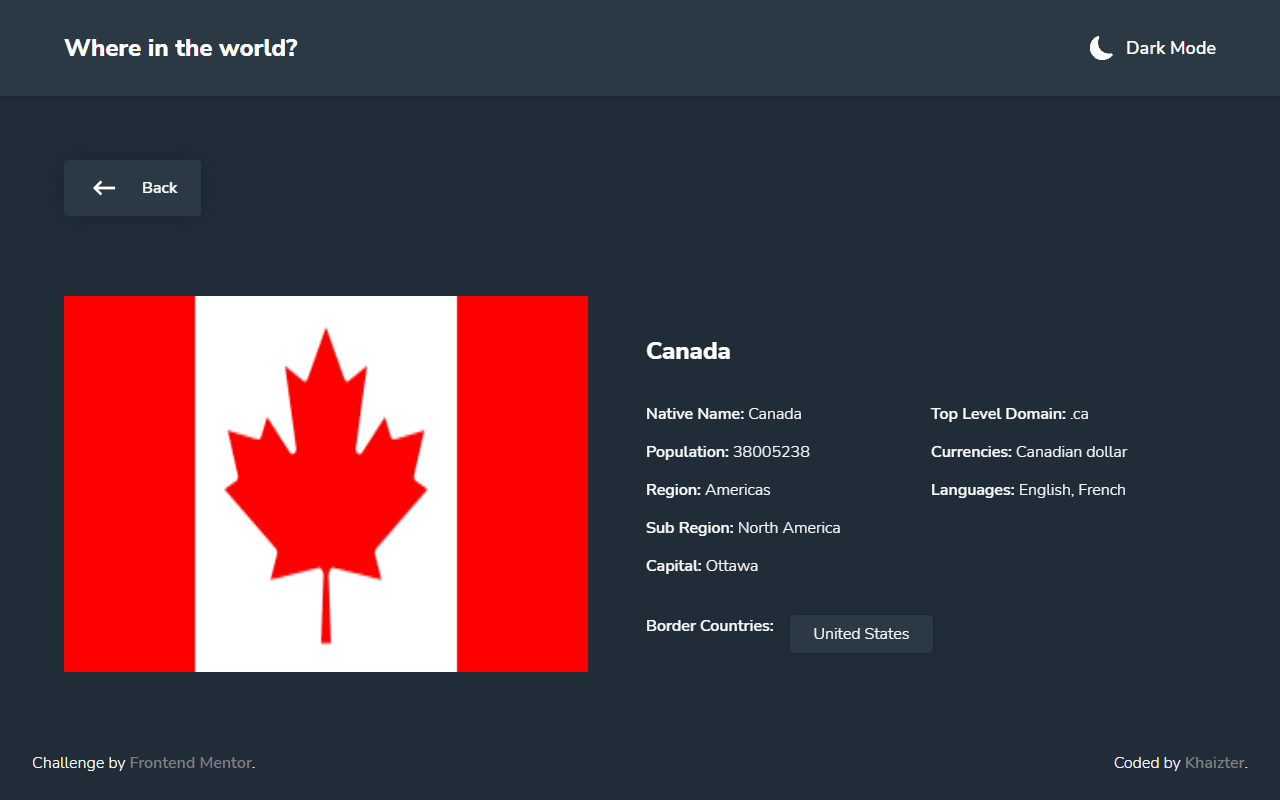 Where in the world?
Dark Mode
Back
Canada
Native Name: Canada
Population: 38005238
Region: Americas
Sub Region: North America
Capital: Ottawa
Top Level Domain: .ca
Currencies: Canadian dollar
Languages: English, French
Border Countries:
United States
Challenge by Frontend Mentor.
Coded by Khaizter.